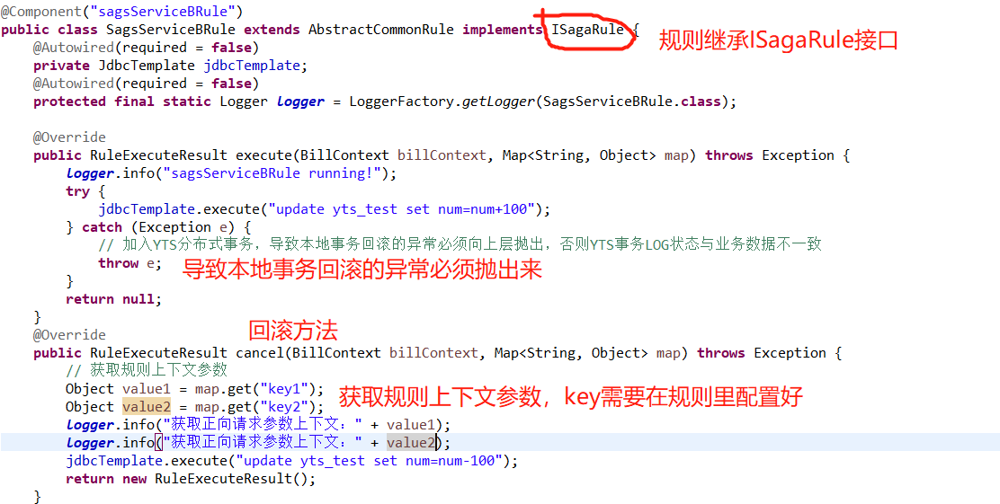 @Component("sagsServiceBRule")
public class SagsServiceBRule extends AbstractCommonRule implements ISagaRule {
规则继承ISagaRule接口
@Autowired(required = false)
private JdbcTemplate jdbcTemplate;
@Autowired(required = false)
protected final static Logger logger = LoggerFactory.getLogger(SagsServiceBRule.class);
@Override
public RuleExecuteResult execute(BillContext billContext, Map<String, Object> map) throws Exception {
logger.info("sagsServiceBRule running!");
try {
jdbcTemplate.execute("update yts_test set num=num+100");
} catch (Exception e) {
// 加入YTS分布式事务，导致本地事务回滚的异常必须向上层抛出，否则YTS事务LOG状态与业务数据不一致
throw e;
导致本地事务回滚的异常必须抛出来
}
return null;
}
回滚方法
@Override
public RuleExecuteResult cancel(BillContext billContext, Map<String, Object> map) throws Exception {
// 获取规则上下文参数
Object value1 = map.get("key1");
Object value2 = map.get("key2");
获取规则上下文参数，key需要在规则里配置好
logger.info("获取正向请求参数上下文：" + value1);
logger.info("获取正向请求参数上下文：" + value2);
jdbcTemplate.execute("update yts_test set num=num-100");
return new RuleExecuteResult();
}